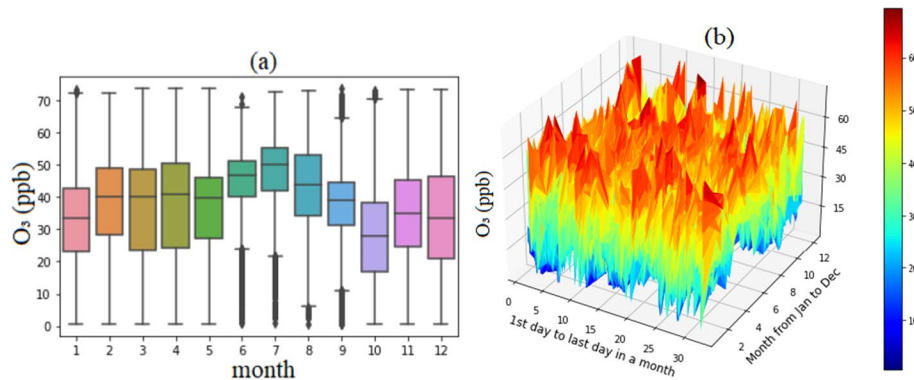 (a)
O₃ (ppb)
70
60
50
40
30
20
10
0
1 2 3 4 5 6 7 8 9 10 11 12
month
(b)
O₃ (ppb)
60
45
30
15
0 5 10 15 20 25 30
1st day to last day in a month
2 4 6 8 10 12
Month from Jan to Dec